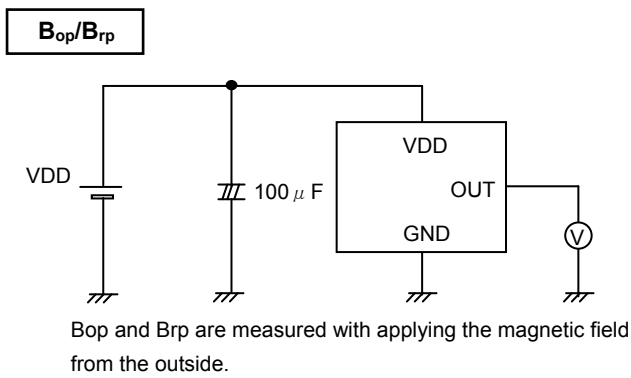 Bop/Brp
VDD
100 μ F
VDD
OUT
GND
V
Bop and Brp are measured with applying the magnetic field
from the outside.